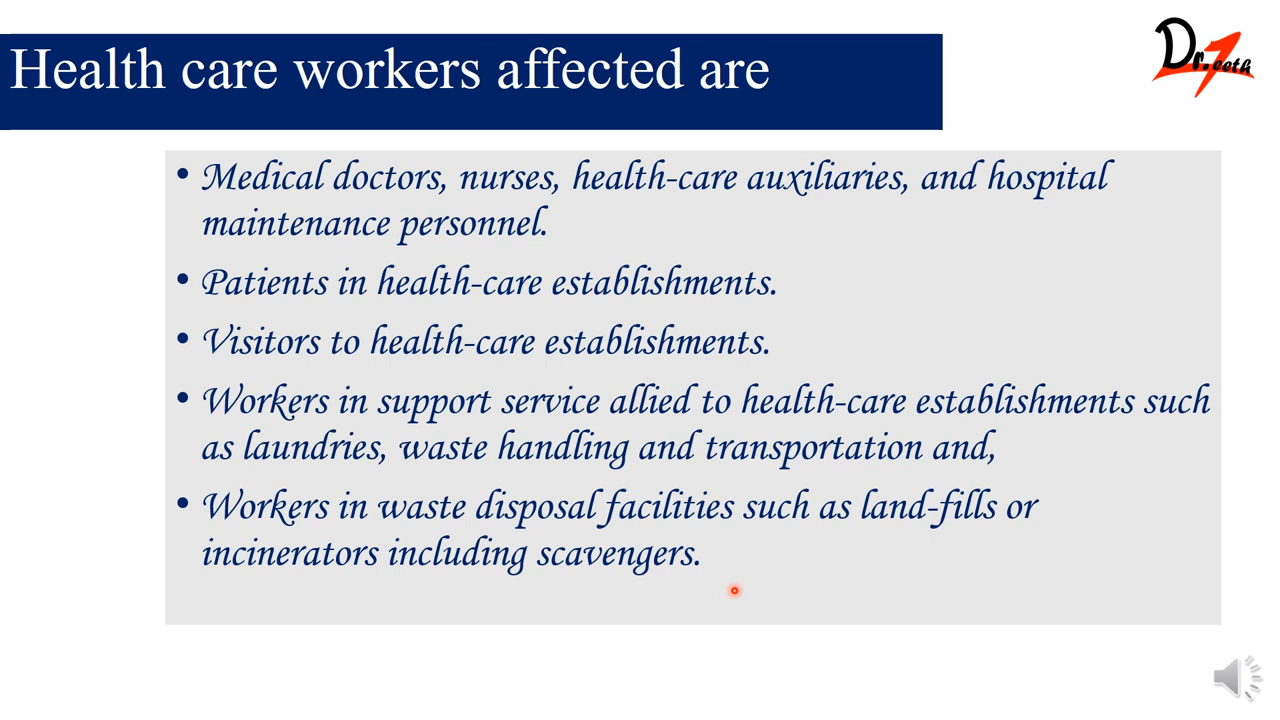 Health care workers affected are
Dr. Teeth
• Medical doctors, nurses, health-care auxiliaries, and hospital
maintenance personnel.
• Patients in health-care establishments.
• Visitors to health-care establishments.
• Workers in support service allied to health-care establishments such
as laundries, waste handling and transportation and,
• Workers in waste disposal facilities such as land-fills or
incinerators including scavengers.